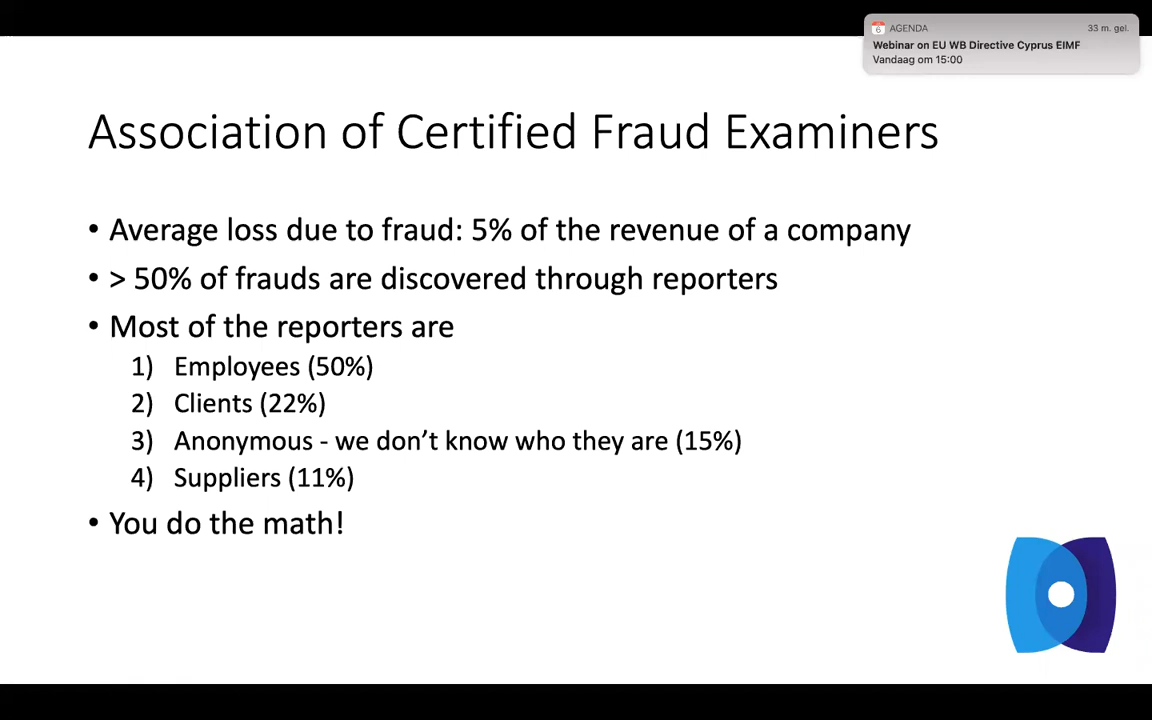 AGENDA 33 m. gel.
Webinar on EU WB Directive Cyprus EIMF
Vandaag om 15:00
Association of Certified Fraud Examiners
• Average loss due to fraud: 5% of the revenue of a company
• > 50% of frauds are discovered through reporters
• Most of the reporters are
1) Employees (50%)
2) Clients (22%)
3) Anonymous - we don’t know who they are (15%)
4) Suppliers (11%)
• You do the math!